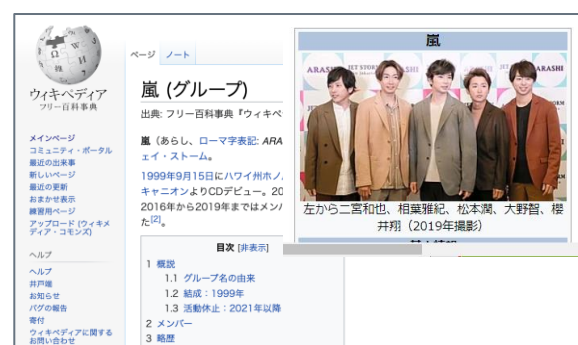 ウィキペディア
フリー百科事典
メインページ
コミュニティ・ポータル
最近の出来事
新しいページ
最近の更新
おまかせ表示
練習用ページ
アップロード (ウィキメ
ディア・コモンズ)
ヘルプ
ヘルプ
井戸端
お知らせ
バグの報告
寄付
ウィキペディアに関する
お問い合わせ
ページ ノート
嵐 (グループ)
出典: フリー百科事典『ウィキペ
嵐（あらし、ローマ字表記: ARA
ェイ・ストーム。
1999年9月15日にハワイ州ホノ
キャニオンよりCDデビュー。20
2016年から2019年まではメンバ
た[2]。
目次 [非表示]
1 概説
1.1 グループ名の由来
1.2 結成：1999年
1.3 活動休止：2021年以降
2 メンバー
3 略歴
嵐
ARASHI JET STORM ARASHI
左から二宮和也、相葉雅紀、松本潤、大野智、櫻
井翔（2019年撮影）